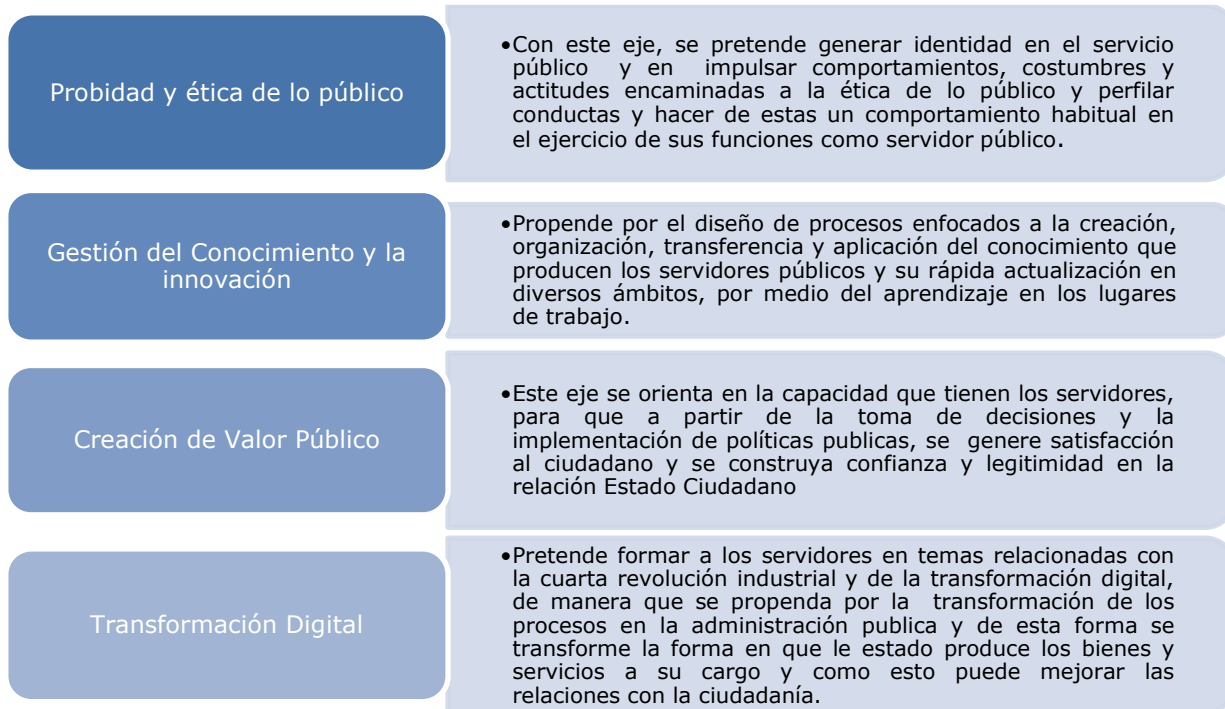 Probidad y ética de lo público
•Con este eje, se pretende generar identidad en el servicio
público y en impulsar comportamientos, costumbres y
actitudes encaminadas a la ética de lo público y perfilar
conductas y hacer de estas un comportamiento habitual en
el ejercicio de sus funciones como servidor público.
Gestión del Conocimiento y la
innovación
•Propende por el diseño de procesos enfocados a la creación,
organización, transferencia y aplicación del conocimiento que
producen los servidores públicos y su rápida actualización en
diversos ámbitos, por medio del aprendizaje en los lugares
de trabajo.
Creación de Valor Público
•Este eje se orienta en la capacidad que tienen los servidores,
para que a partir de la toma de decisiones y la
implementación de políticas publicas, se genere satisfacción
al ciudadano y se construya confianza y legitimidad en la
relación Estado Ciudadano
Transformación Digital
•Pretende formar a los servidores en temas relacionadas con
la cuarta revolución industrial y de la transformación digital,
de manera que se propenda por la transformación de los
procesos en la administración publica y de esta forma se
transforme la forma en que le estado produce los bienes y
servicios a su cargo y como esto puede mejorar las
relaciones con la ciudadanía.